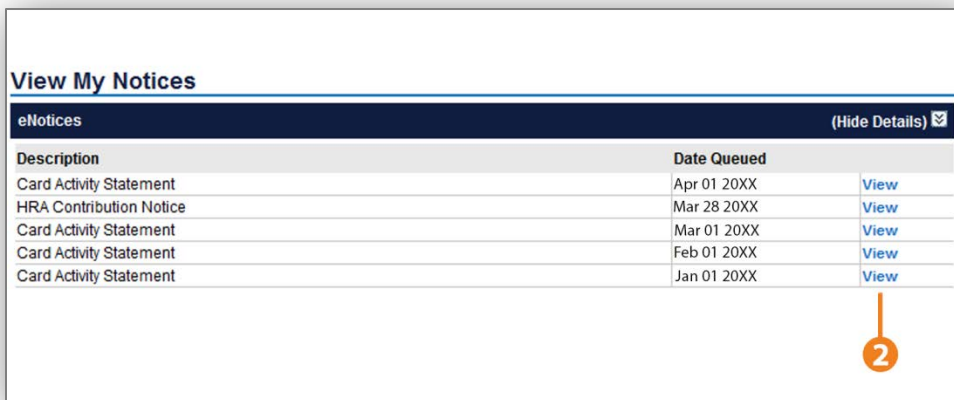 View My Notices
eNotices (Hide Details)
Description Date Queued
Card Activity Statement Apr 01 20XX View
HRA Contribution Notice Mar 28 20XX View
Card Activity Statement Mar 01 20XX View
Card Activity Statement Feb 01 20XX View
Card Activity Statement Jan 01 20XX View
2